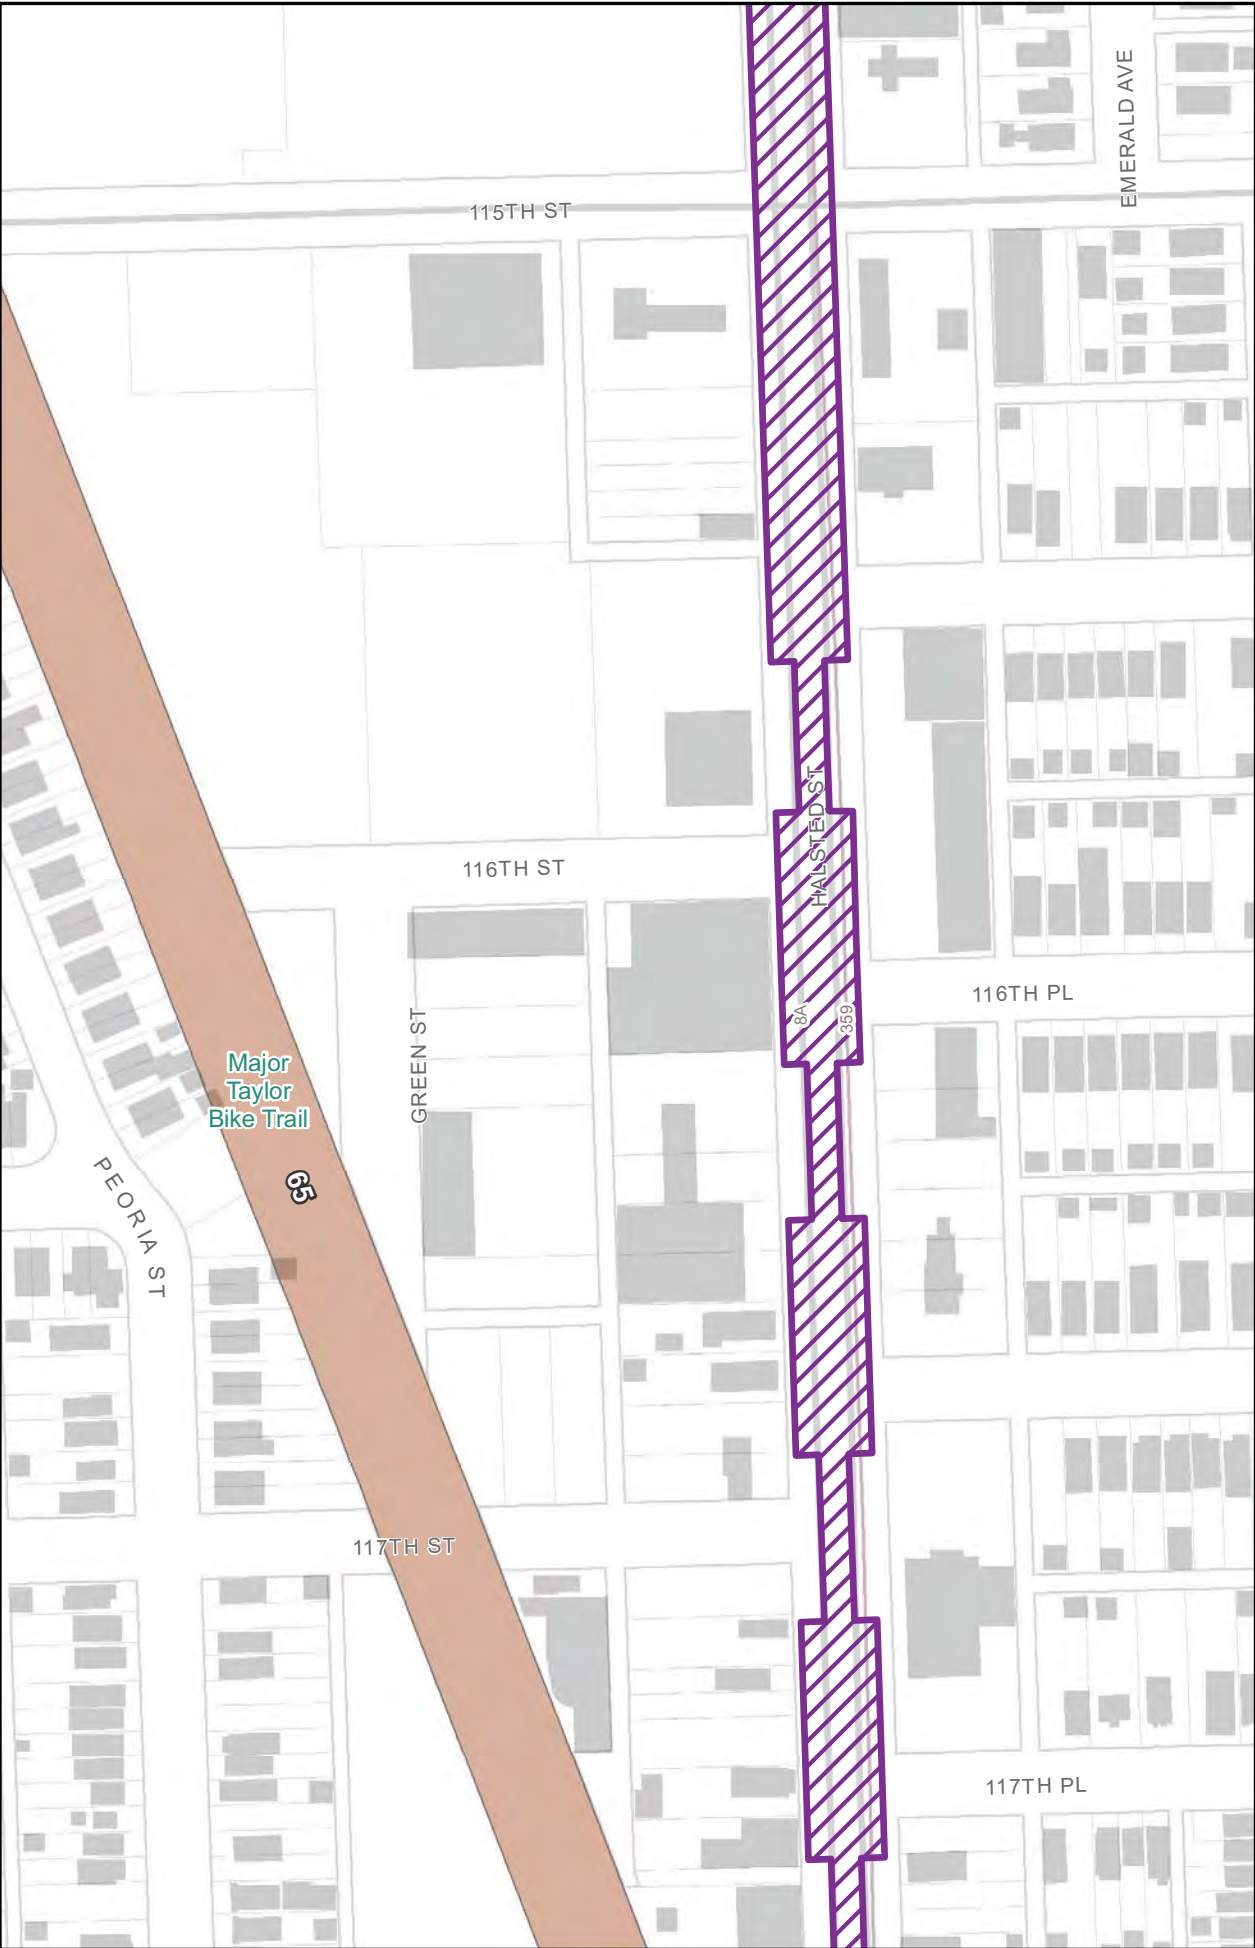 EMERALD AVE
115TH ST
HALSTED ST
116TH ST
116TH PL
8A
359
GREEN ST
Major
Taylor
Bike Trail
65
PEORIA ST
117TH ST
117TH PL